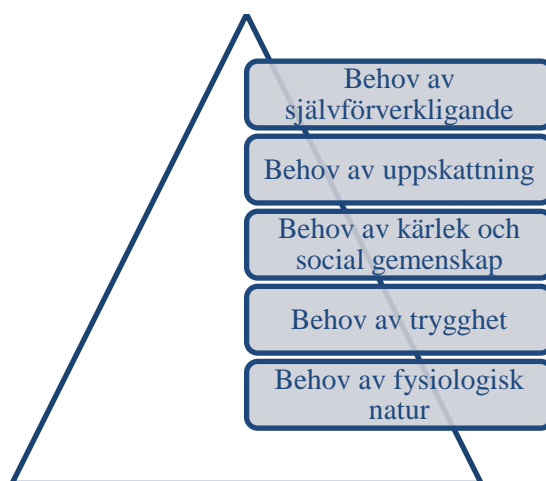 Behov av
självförverkligande
Behov av uppskattning
Behov av kärlek och
social gemenskap
Behov av trygghet
Behov av fysiologisk
natur